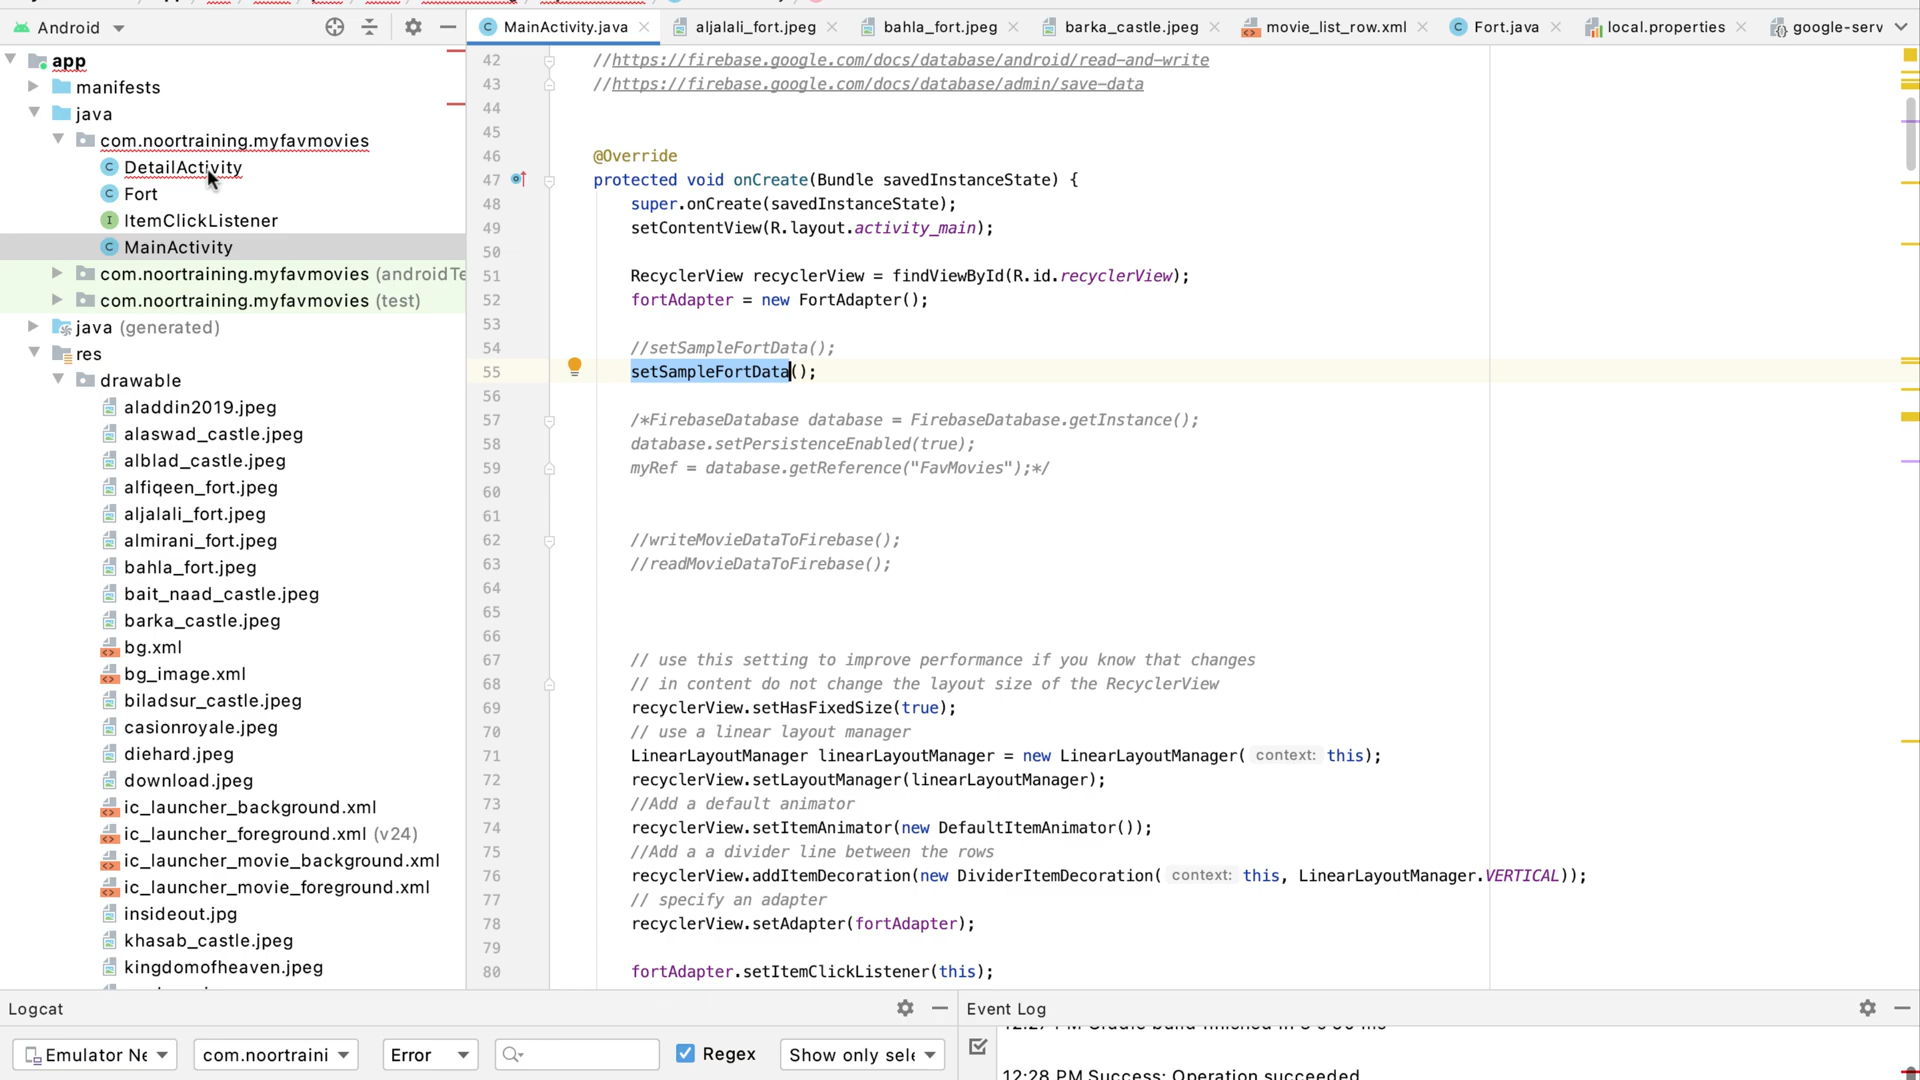 Android
MainActivity.java
aljalali_fort.jpeg
bahla_fort.jpeg
barka_castle.jpeg
movie_list_row.xml
Fort.java
local.properties
google-serv
app
manifests
java
com.noortraining.myfavmovies
DetailActivity
Fort
ItemClickListener
MainActivity
com.noortraining.myfavmovies (androidTe
com.noortraining.myfavmovies (test)
java (generated)
res
drawable
aladdin2019.jpeg
alaswad_castle.jpeg
alblad_castle.jpeg
alfiqeen_fort.jpeg
aljalali_fort.jpeg
almirani_fort.jpeg
bahla_fort.jpeg
bait_naad_castle.jpeg
barka_castle.jpeg
bg.xml
bg_image.xml
biladsur_castle.jpeg
casionroyale.jpeg
diehard.jpeg
download.jpeg
ic_launcher_background.xml
ic_launcher_foreground.xml (v24)
ic_launcher_movie_background.xml
ic_launcher_movie_foreground.xml
insideout.jpg
khasab_castle.jpeg
kingdomofheaven.jpeg
42 //https://firebase.google.com/docs/database/android/read-and-write
43 //https://firebase.google.com/docs/database/admin/save-data
44
45
46 @Override
47 protected void onCreate(Bundle savedInstanceState) {
48 super.onCreate(savedInstanceState);
49 setContentView(R.layout.activity_main);
50
51 RecyclerView recyclerView = findViewById(R.id.recyclerView);
52 fortAdapter = new FortAdapter();
53
54 //setSampleFortData();
55 setSampleFortData();
56
57 /*FirebaseDatabase database = FirebaseDatabase.getInstance();
58 database.setPersistenceEnabled(true);
59 myRef = database.getReference("FavMovies");*/
60
61
62 //writeMovieDataToFirebase();
63 //readMovieDataToFirebase();
64
65
66
67 // use this setting to improve performance if you know that changes
68 // in content do not change the layout size of the RecyclerView
69 recyclerView.setHasFixedSize(true);
70 // use a linear layout manager
71 LinearLayoutManager linearLayoutManager = new LinearLayoutManager( context: this);
72 recyclerView.setLayoutManager(linearLayoutManager);
73 //Add a default animator
74 recyclerView.setItemAnimator(new DefaultItemAnimator());
75 //Add a a divider line between the rows
76 recyclerView.addItemDecoration(new DividerItemDecoration( context: this, LinearLayoutManager.VERTICAL));
77 // specify an adapter
78 recyclerView.setAdapter(fortAdapter);
79
80 fortAdapter.setItemClickListener(this);
Logcat
Emulator Ne
com.noortraini
Error
Regex
Show only sele
Event Log
12:28 PM Success: Operation succeeded